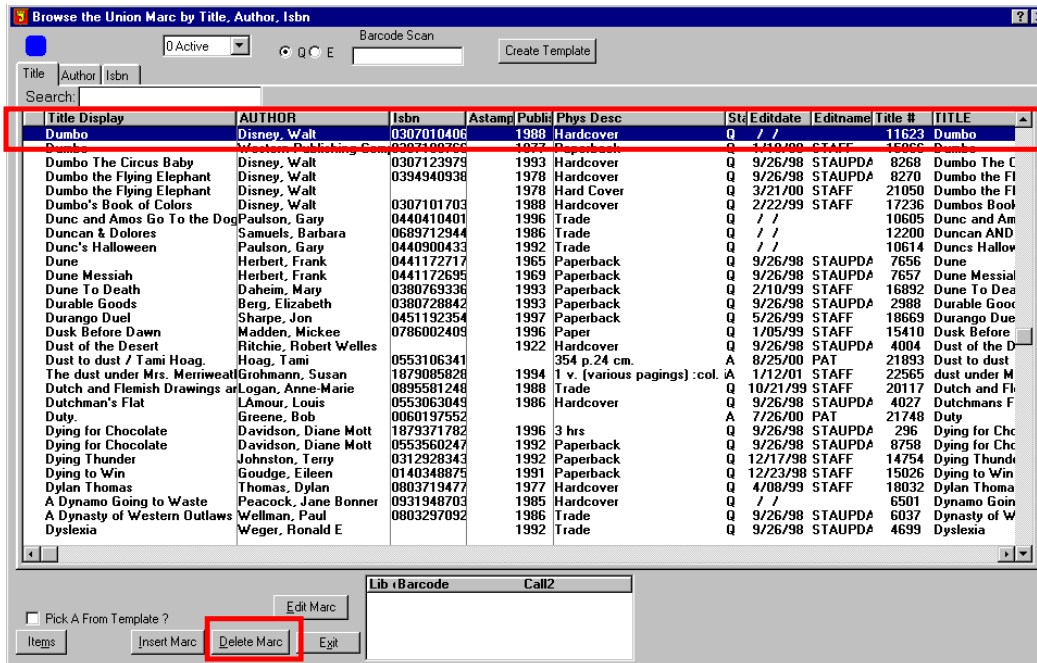 Browse the Union Marc by Title, Author, Isbn
0 Active Q E Barcode Scan Create Template
Title Author Isbn
Search:
Title Display AUTHOR Isbn Astamp Publis Phys Desc Sta Editdate Editname Title # TITLE
Dumbo Disney, Walt 0307010406 1988 Hardcover Q / / 11623 Dumbo
Dumbo Western Publishing Com 1977 Paperback Q STAFF Dumbo
Dumbo The Circus Baby Disney, Walt 0307123979 1993 Hardcover Q 9/26/98 STAUPDA 8268 Dumbo The C
Dumbo the Flying Elephant Disney, Walt 0394940938 1978 Hardcover Q 9/26/98 STAUPDA 8270 Dumbo the Fl
Dumbo the Flying Elephant Disney, Walt 1978 Hard Cover Q 3/21/00 STAFF 21050 Dumbo the Fl
Dumbo's Book of Colors Disney, Walt 0307101703 1988 Hardcover Q 2/22/99 STAFF 17236 Dumbos Book
Dunc and Amos Go To the Dog Paulson, Gary 0440410401 1996 Trade Q / / 10605 Dunc and Am
Duncan & Dolores Samuels, Barbara 0689712944 1986 Trade Q / / 12200 Duncan AND
Dunc's Halloween Paulson, Gary 0440900433 1992 Trade Q / / 10614 Duncs Hallow
Dune Herbert, Frank 0441172717 1965 Paperback Q 9/26/98 STAUPDA 7656 Dune
Dune Messiah Herbert, Frank 0441172695 1969 Paperback Q 9/26/98 STAUPDA 7657 Dune Messial
Dune To Death Daheim, Mary 0380769336 1993 Paperback Q 2/10/99 STAFF 16892 Dune To Dea
Durable Goods Berg, Elizabeth 0380728842 1993 Paperback Q 9/26/98 STAUPDA 2988 Durable Good
Durango Duel Sharpe, Jon 0451192354 1997 Paperback Q 5/26/99 STAFF 18669 Durango Due
Dusk Before Dawn Madden, Mickee 0786002409 1996 Paper Q 1/05/99 STAFF 15410 Dusk Before
Dust of the Desert Ritchie, Robert Welles 1922 Hardcover Q 9/26/98 STAUPDA 4004 Dust of the D
Dust to dust / Tami Hoag. Hoag, Tami 0553106341 354 p.24 cm. A 8/25/00 PAT 21893 Dust to dust
The dust under Mrs. Merriweatl Grohmann, Susan 1879085828 1994 1 v. (various pagings) :col. i A 1/12/01 STAFF 22565 dust under M
Dutch and Flemish Drawings ar Logan, Anne-Marie 0895581248 1988 Trade Q 10/21/99 STAFF 20117 Dutch and Fl
Dutchman's Flat LAmour, Louis 0553063049 1986 Hardcover Q 9/26/98 STAUPDA 4027 Dutchmans F
Duty. Greene, Bob 0060197552 A 7/26/00 PAT 21748 Duty
Dying for Chocolate Davidson, Diane Mott 1879371782 1996 3 hrs Q 9/26/98 STAUPDA 296 Dying for Cho
Dying for Chocolate Davidson, Diane Mott 0553560247 1992 Paperback Q 9/26/98 STAUPDA 8758 Dying for Cho
Dying Thunder Johnston, Terry 0312928343 1992 Paperback Q 12/17/98 STAFF 14754 Dying Thunde
Dying to Win Goudge, Eileen 0140348875 1991 Paperback Q 12/23/98 STAFF 15026 Dying to Win
Dylan Thomas Thomas, Dylan 0803719477 1977 Hardcover Q 4/08/99 STAFF 18032 Dylan Thoma
A Dynamo Going to Waste Peacock, Jane Bonner 0931948703 1985 Hardcover Q / / 6501 Dynamo Goin
A Dynasty of Western Outlaws Wellman, Paul 0803297092 1986 Trade Q 9/26/98 STAUPDA 6037 Dynasty of W
Dyslexia Weger, Ronald E 1992 Trade Q 9/26/98 STAUPDA 4699 Dyslexia
Lib Barcode Call2
Edit Marc
Pick A From Template ?
Items Insert Marc Delete Marc Exit